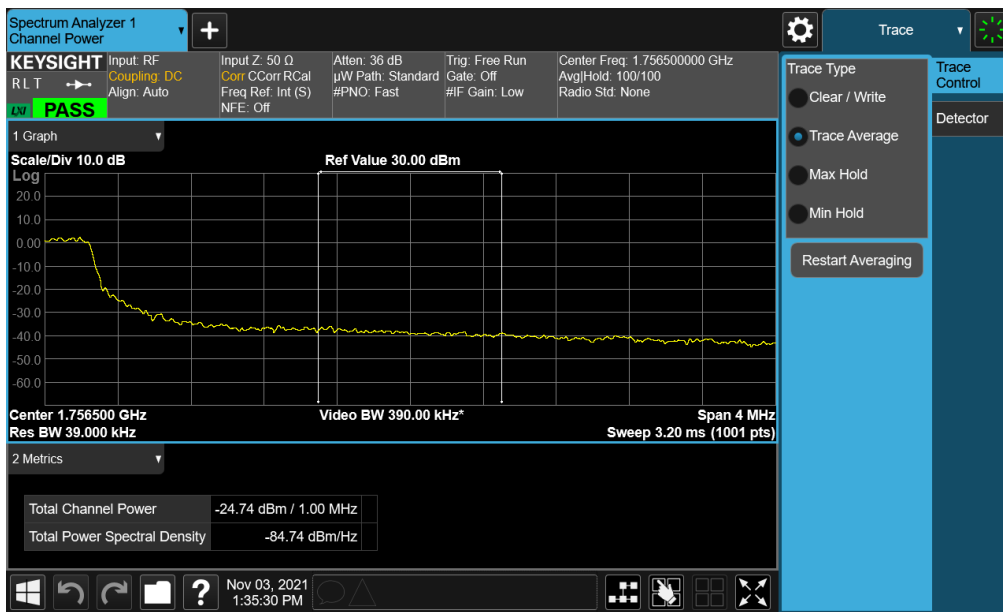 Spectrum Analyzer 1
Channel Power
+
Trace
KEYSIGHT
RLT
LXI
PASS
Input: RF
Coupling: DC
Align: Auto
Input Z: 50 Ω
Corr CCorr RCal
Freq Ref: Int (S)
NFE: Off
Atten: 36 dB
µW Path: Standard
#PNO: Fast
Trig: Free Run
Gate: Off
#IF Gain: Low
Center Freq: 1.756500000 GHz
Avg|Hold: 100/100
Radio Std: None
Trace Type
Clear / Write
Trace Average
Max Hold
Min Hold
Restart Averaging
Trace
Control
Detector
1 Graph
Scale/Div 10.0 dB
Ref Value 30.00 dBm
Log
20.0
10.0
0.00
-10.0
-20.0
-30.0
-40.0
-50.0
-60.0
Center 1.756500 GHz
Video BW 390.00 kHz*
Span 4 MHz
Res BW 39.000 kHz
Sweep 3.20 ms (1001 pts)
2 Metrics
Total Channel Power -24.74 dBm / 1.00 MHz
Total Power Spectral Density -84.74 dBm/Hz
?
Nov 03, 2021
1:35:30 PM